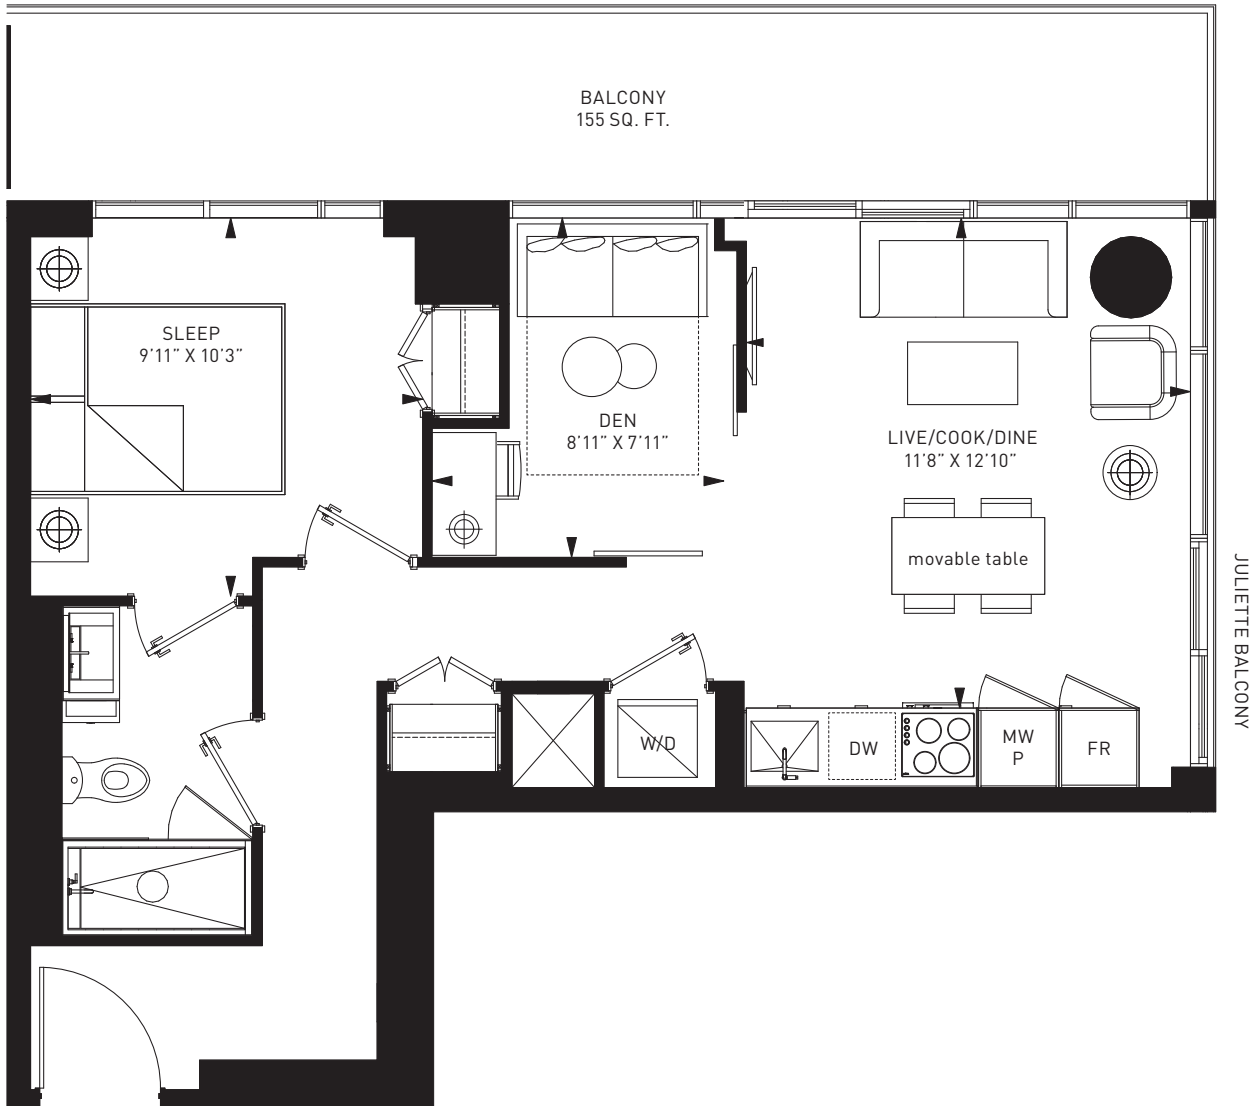 BALCONY
155 SQ. FT.
SLEEP
9’11” X 10’3”
DEN
8’11” X 7’11”
LIVE/COOK/DINE
11’8” X 12’10”
movable table
JULIETTE BALCONY
W/D
DW
MW
P
FR